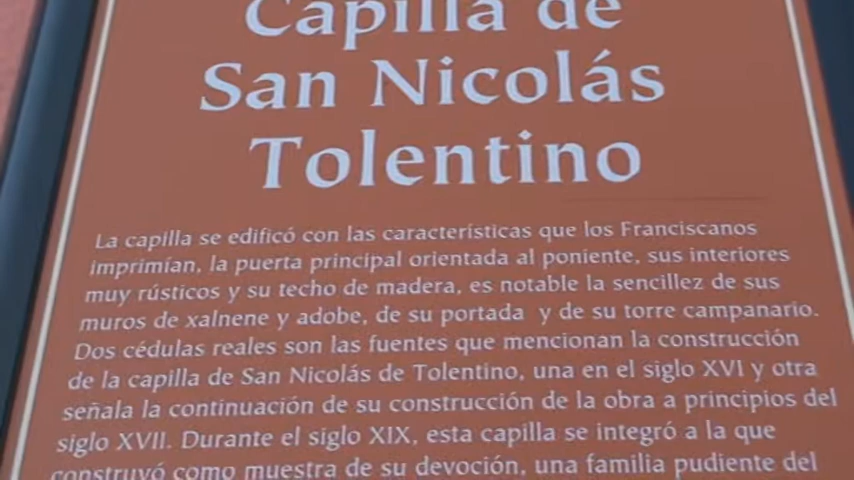 Capilla de
San Nicolás
Tolentino
La capilla se edificó con las características que los Franciscanos
imprimían, la puerta principal orientada al poniente, sus interiores
muy rústicos y su techo de madera, es notable la sencillez de sus
muros de xalnene y adobe, de su portada y de su torre campanario.
Dos cédulas reales son las fuentes que mencionan la construcción
de la capilla de San Nicolás de Tolentino, una en el siglo XVI y otra
señala la continuación de su construcción de la obra a principios del
siglo XVII. Durante el siglo XIX, esta capilla se integró a la que
construyó como muestra de su devoción, una familia pudiente del